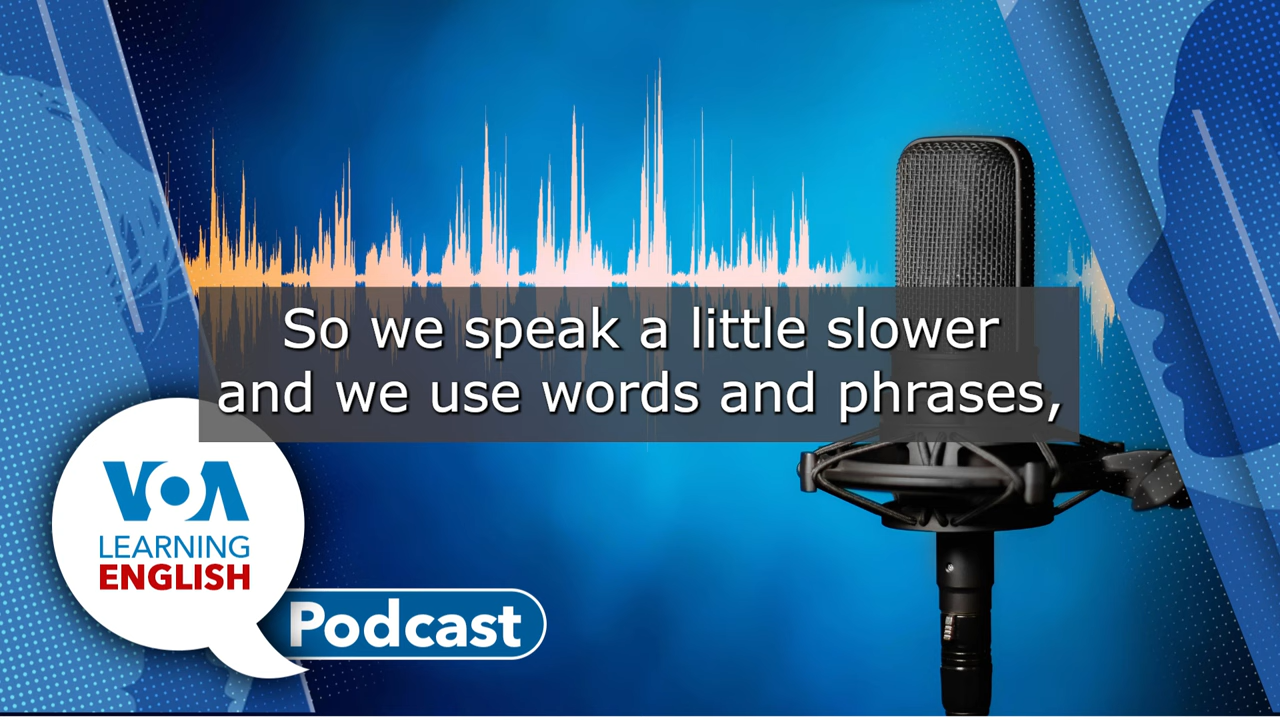 So we speak a little slower
and we use words and phrases,
VOA
LEARNING
ENGLISH
Podcast